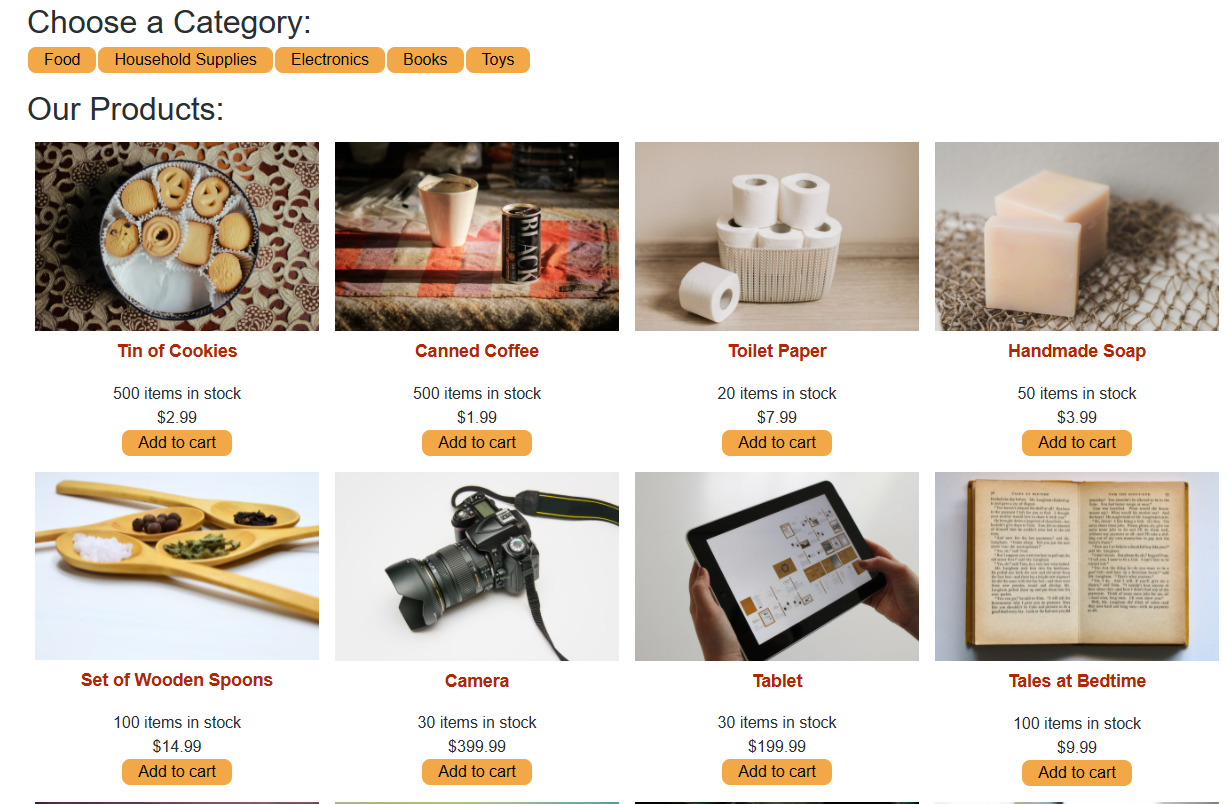 Choose a Category:
Food Household Supplies Electronics Books Toys
Our Products:
BLACK
Tin of Cookies
500 items in stock
$2.99
Add to cart
Canned Coffee
500 items in stock
$1.99
Add to cart
Toilet Paper
20 items in stock
$7.99
Add to cart
Handmade Soap
50 items in stock
$3.99
Add to cart
Set of Wooden Spoons
100 items in stock
$14.99
Add to cart
Camera
30 items in stock
$399.99
Add to cart
Tablet
30 items in stock
$199.99
Add to cart
Tales at Bedtime
100 items in stock
$9.99
Add to cart